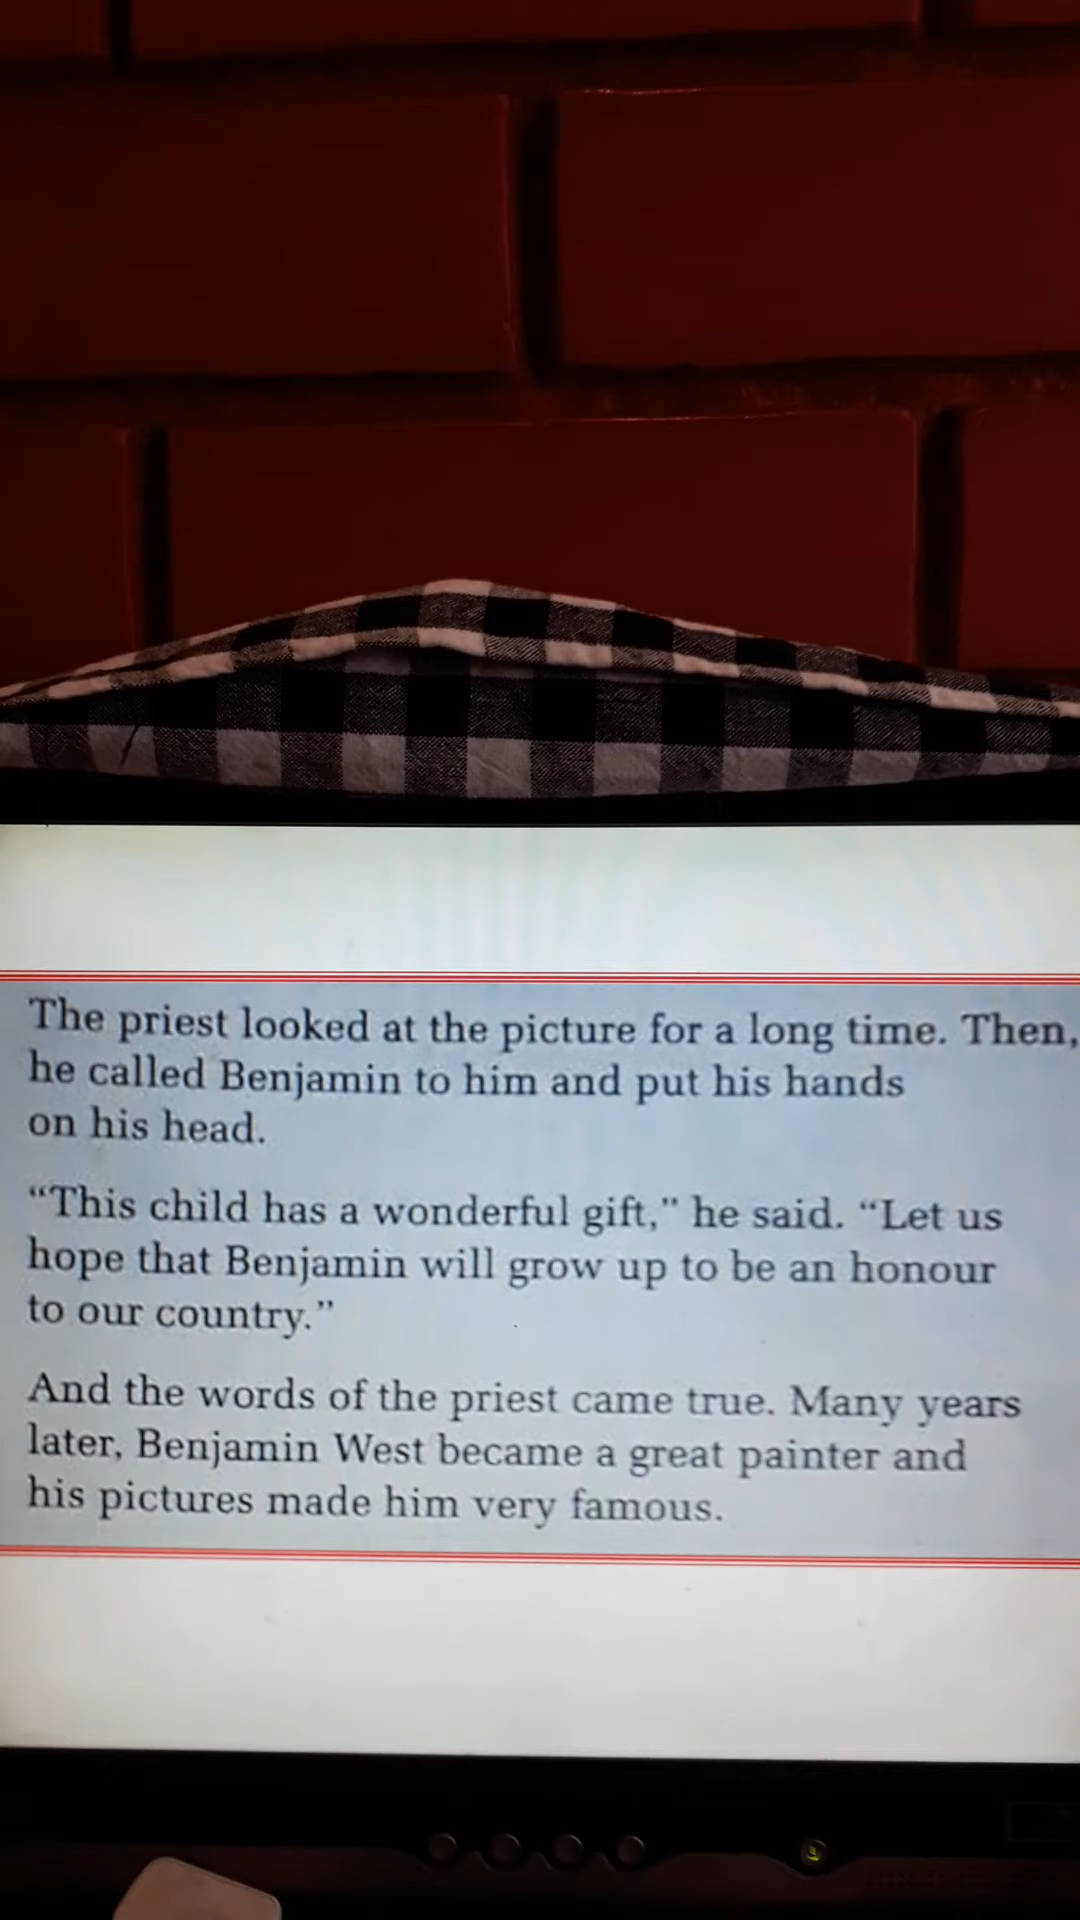 The priest looked at the picture for a long time. Then,
he called Benjamin to him and put his hands
on his head.
“This child has a wonderful gift,” he said. “Let us
hope that Benjamin will grow up to be an honour
to our country.”
And the words of the priest came true. Many years
later, Benjamin West became a great painter and
his pictures made him very famous.